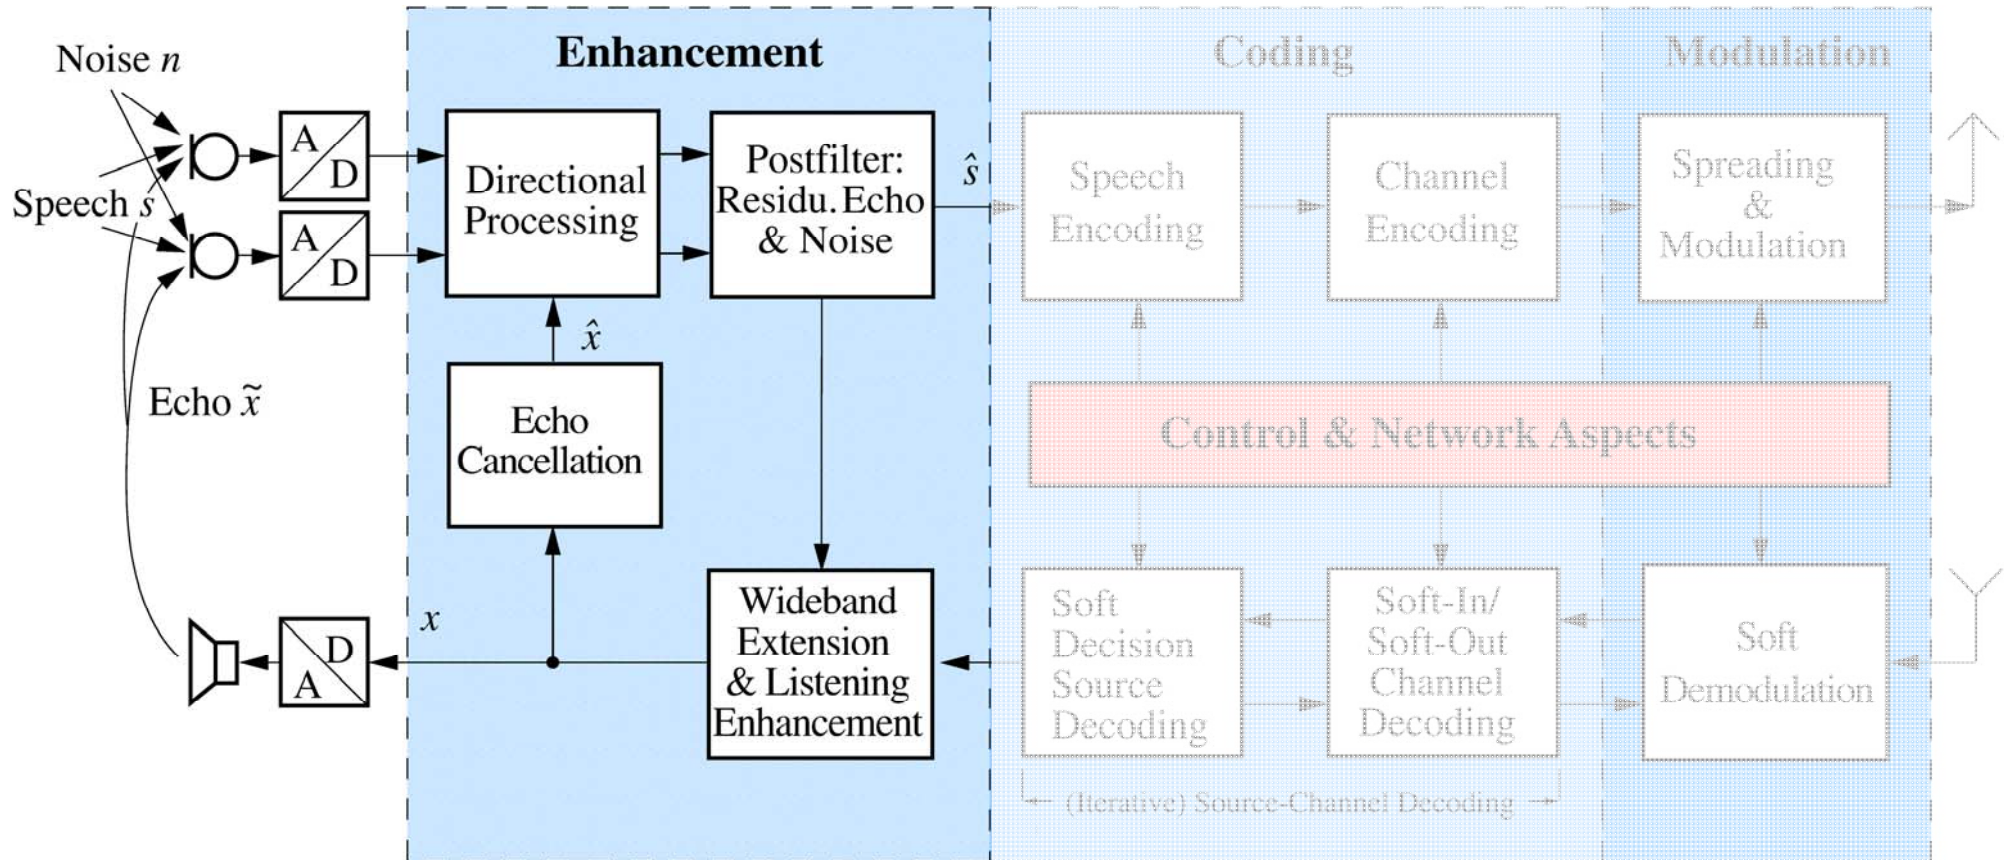 Enhancement
Coding
Modulation
Noise n
Speech s
Echo x̃
A
D
A
D
Directional
Processing
Postfilter:
Residu. Echo
& Noise
ŝ
Speech
Encoding
Channel
Encoding
Spreading
&
Modulation
x̂
Echo
Cancellation
Control & Network Aspects
x
D
A
Wideband
Extension
& Listening
Enhancement
Soft
Decision
Source
Decoding
Soft-In/
Soft-Out
Channel
Decoding
Soft
Demodulation
(Iterative) Source-Channel Decoding